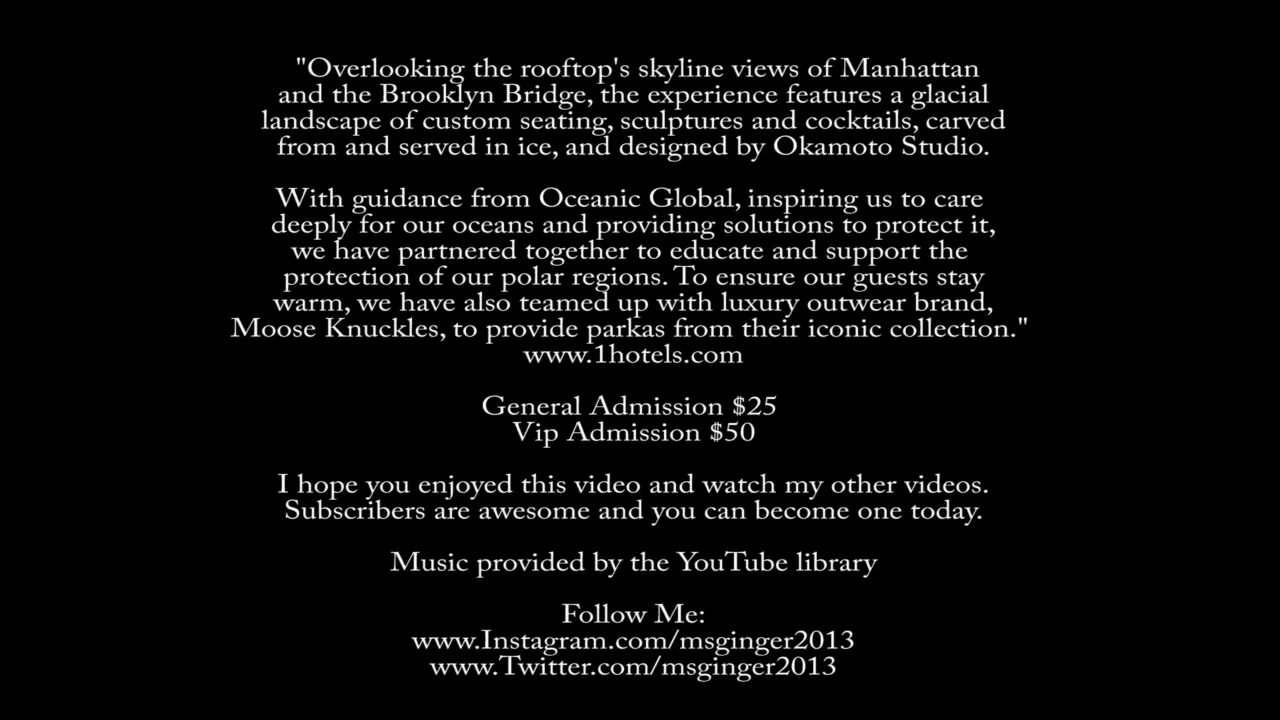 "Overlooking the rooftop's skyline views of Manhattan
and the Brooklyn Bridge, the experience features a glacial
landscape of custom seating, sculptures and cocktails, carved
from and served in ice, and designed by Okamoto Studio.
With guidance from Oceanic Global, inspiring us to care
deeply for our oceans and providing solutions to protect it,
we have partnered together to educate and support the
protection of our polar regions. To ensure our guests stay
warm, we have also teamed up with luxury outwear brand,
Moose Knuckles, to provide parkas from their iconic collection."
www.1hotels.com
General Admission $25
Vip Admission $50
I hope you enjoyed this video and watch my other videos.
Subscribers are awesome and you can become one today.
Music provided by the YouTube library
Follow Me:
www.Instagram.com/msginger2013
www.Twitter.com/msginger2013